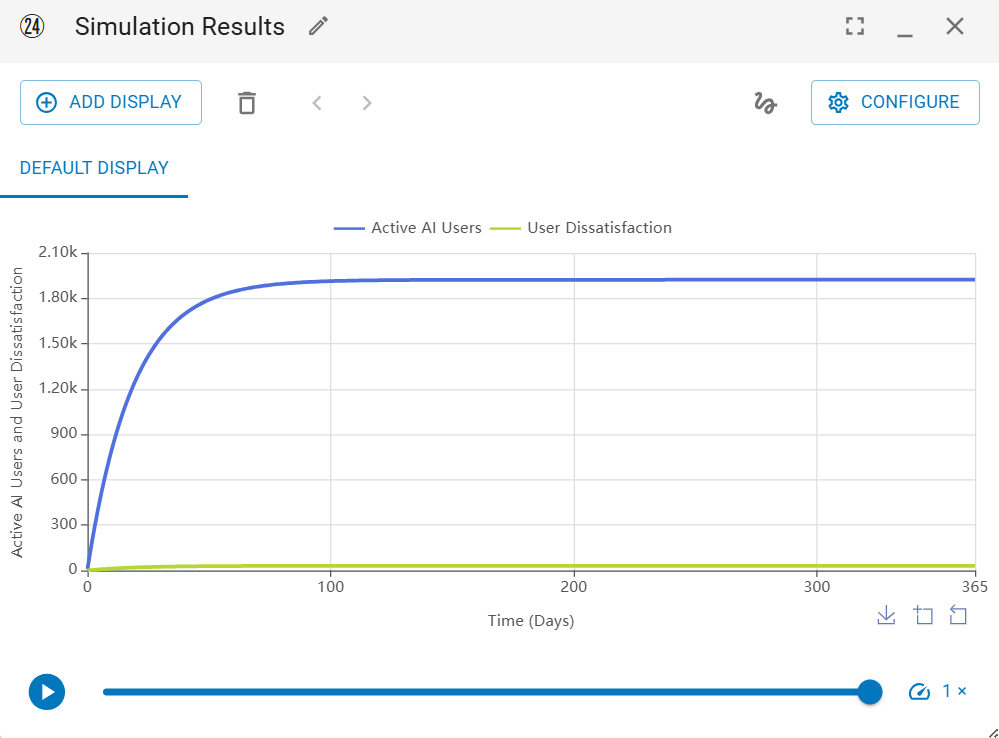 ㉔ Simulation Results
ADD DISPLAY
CONFIGURE
DEFAULT DISPLAY
Active AI Users User Dissatisfaction
Active AI Users and User Dissatisfaction
2.10k
1.80k
1.50k
1.20k
900
600
300
0
0 100 200 300 365
Time (Days)
1 ×